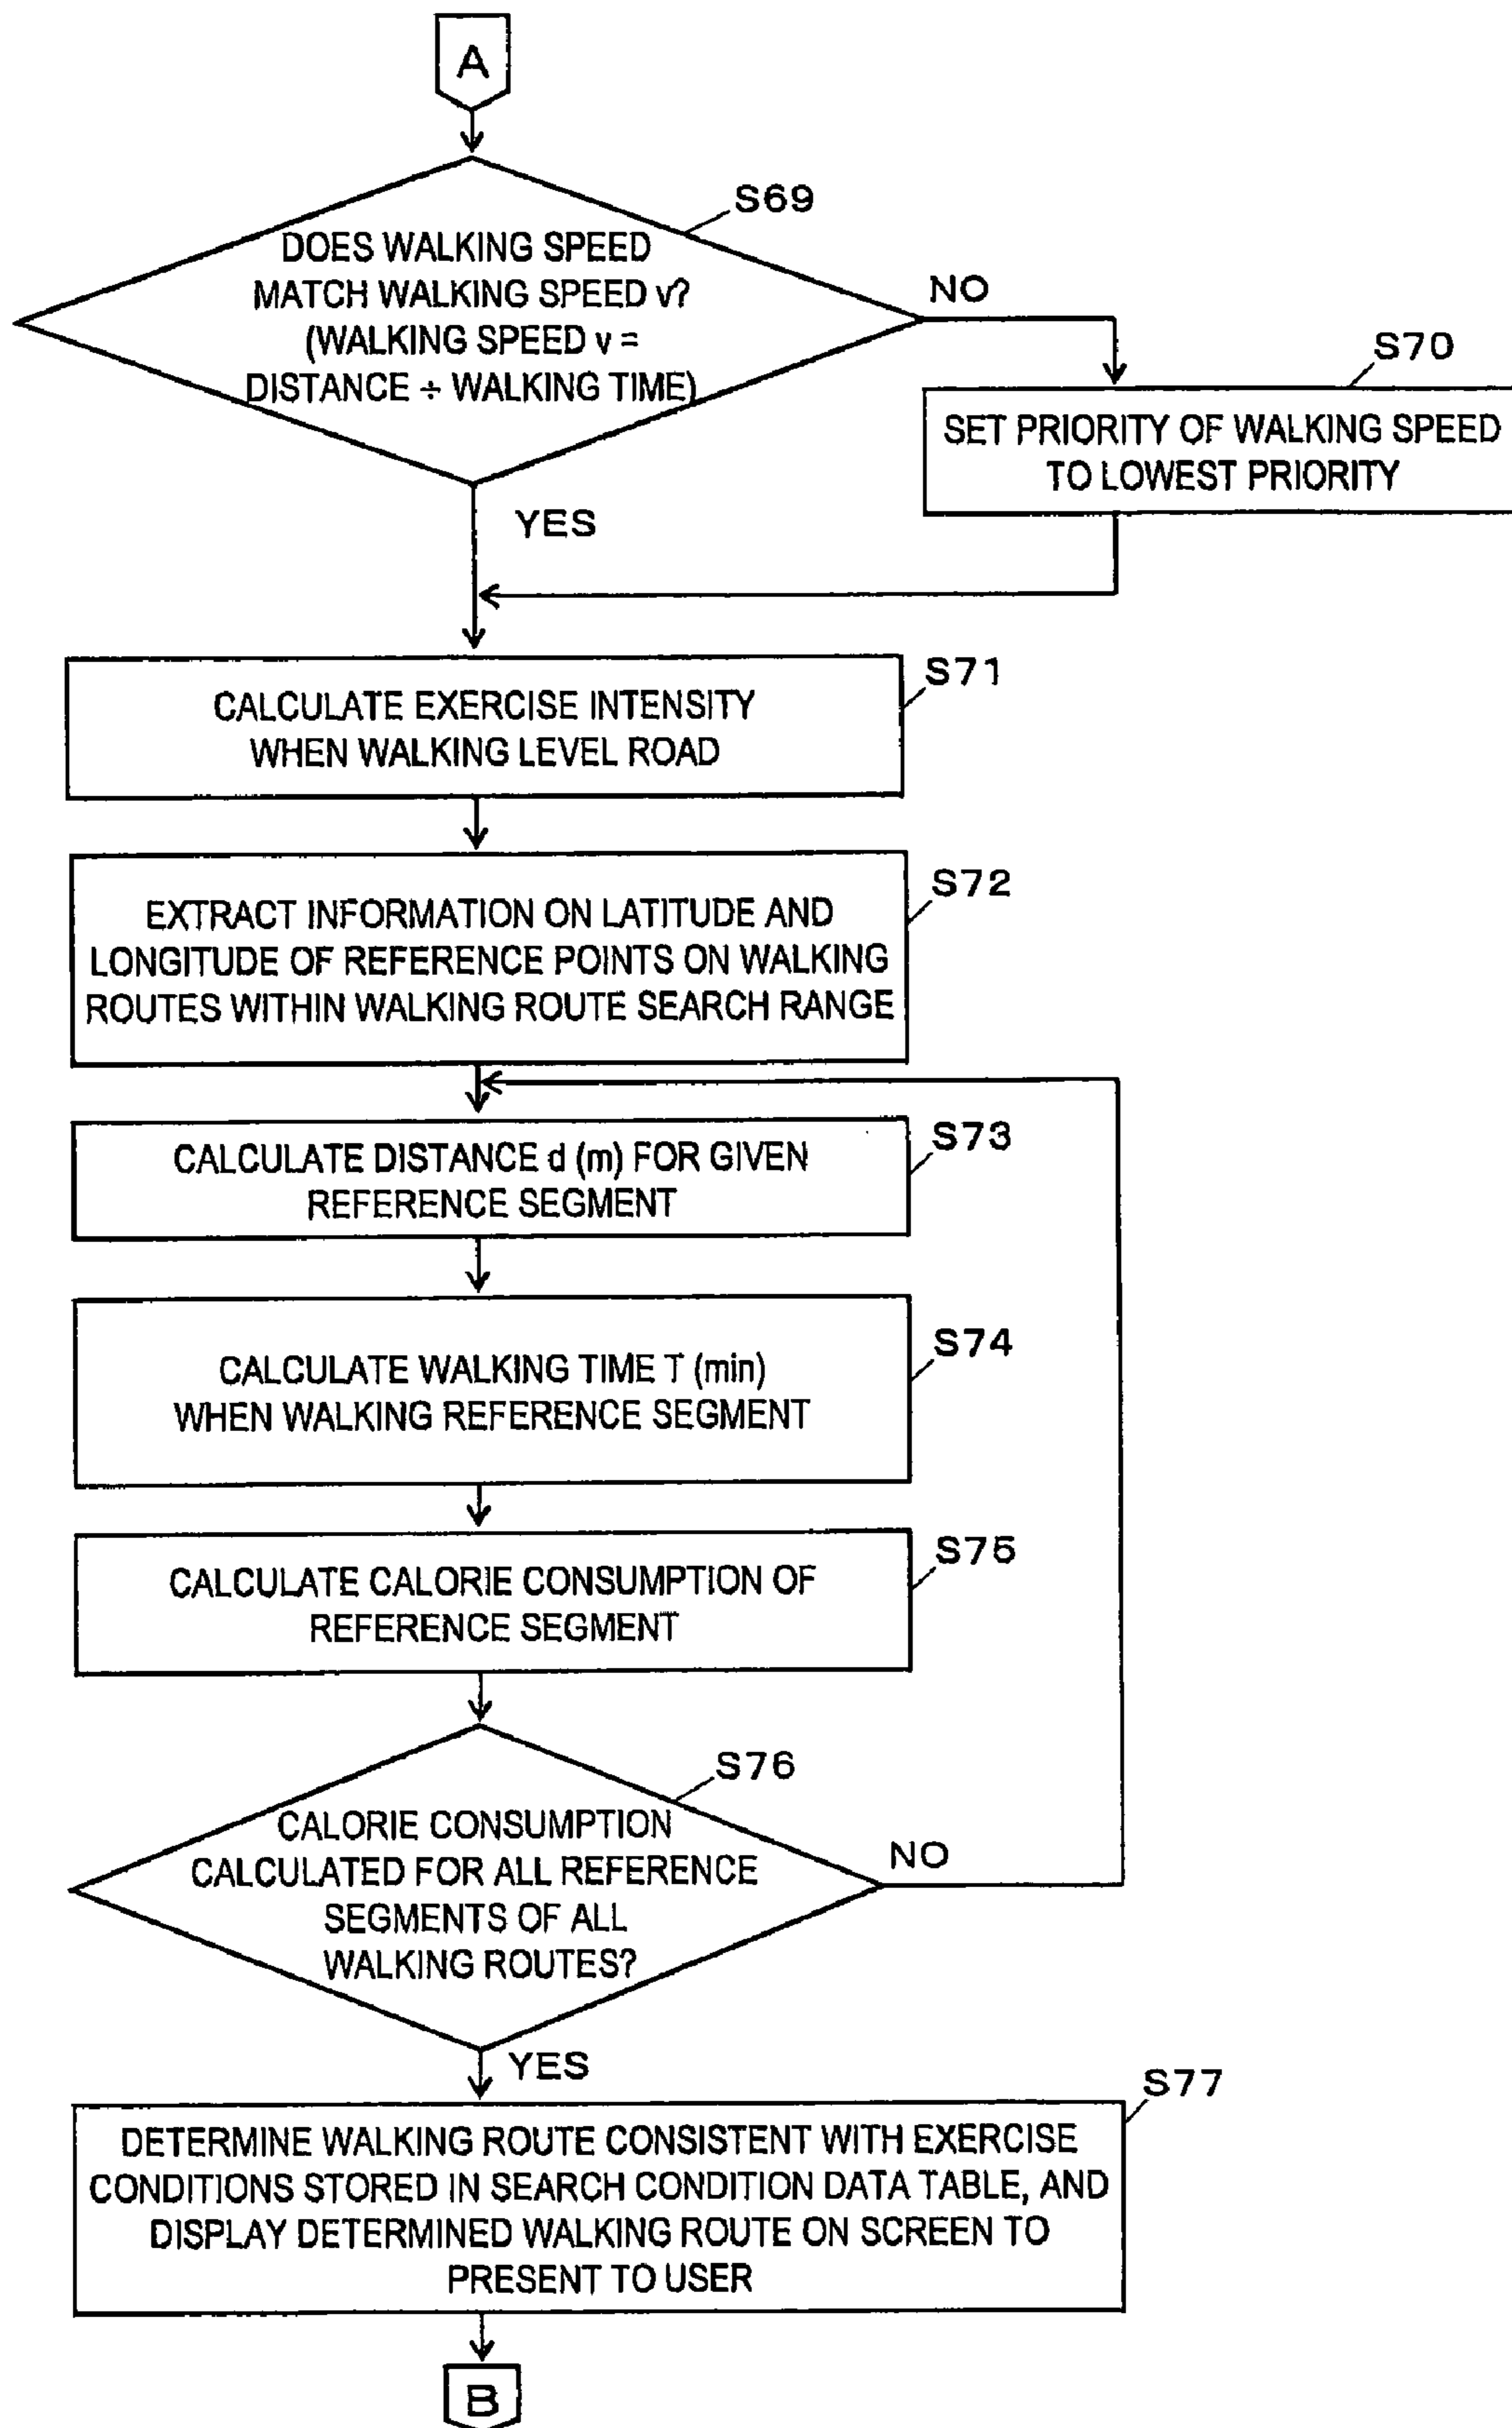 A
S69
DOES WALKING SPEED
MATCH WALKING SPEED v?
(WALKING SPEED v =
DISTANCE ÷ WALKING TIME)
NO
S70
SET PRIORITY OF WALKING SPEED
TO LOWEST PRIORITY
YES
S71
CALCULATE EXERCISE INTENSITY
WHEN WALKING LEVEL ROAD
S72
EXTRACT INFORMATION ON LATITUDE AND
LONGITUDE OF REFERENCE POINTS ON WALKING
ROUTES WITHIN WALKING ROUTE SEARCH RANGE
S73
CALCULATE DISTANCE d (m) FOR GIVEN
REFERENCE SEGMENT
S74
CALCULATE WALKING TIME T (min)
WHEN WALKING REFERENCE SEGMENT
S75
CALCULATE CALORIE CONSUMPTION OF
REFERENCE SEGMENT
S76
CALORIE CONSUMPTION
CALCULATED FOR ALL REFERENCE
SEGMENTS OF ALL
WALKING ROUTES?
NO
YES
S77
DETERMINE WALKING ROUTE CONSISTENT WITH EXERCISE
CONDITIONS STORED IN SEARCH CONDITION DATA TABLE, AND
DISPLAY DETERMINED WALKING ROUTE ON SCREEN TO
PRESENT TO USER
B